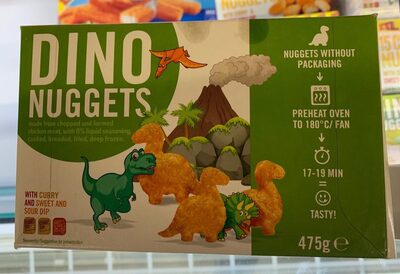 DINO
NUGGETS
made from chopped and formed
chicken meat, with 8% liquid seasoning,
cooked, breaded, fried, deep frozen.
WITH CURRY
AND SWEET AND
SOUR DIP
NUGGETS WITHOUT
PACKAGING
PREHEAT OVEN
TO 180°C/ FAN
17-19 MIN
=
TASTY!
475g e